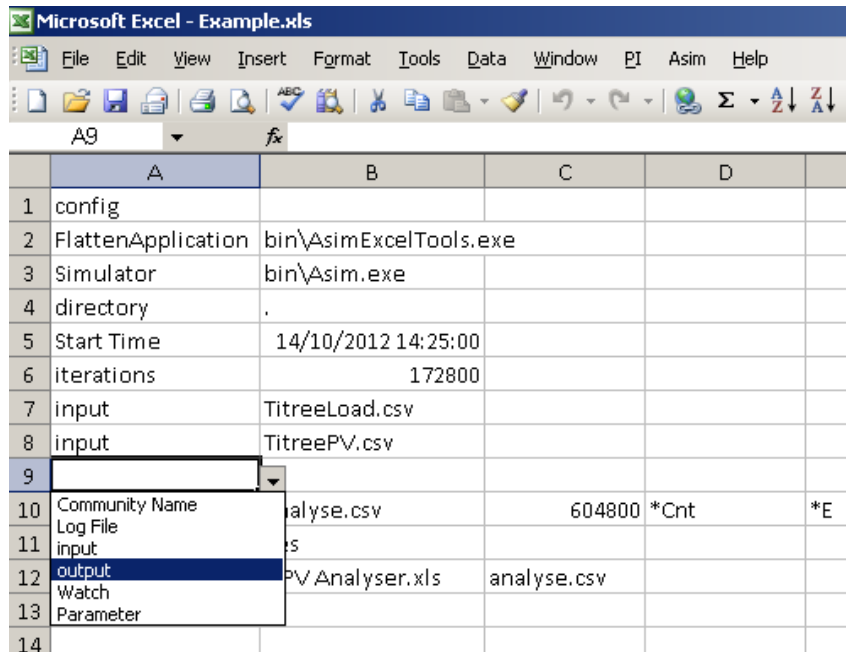 Microsoft Excel - Example.xls
File Edit View Insert Format Tools Data Window PI Asim Help
ABC Σ A Z Z A
A9 fx
A B C D
1 config
2 FlattenApplication bin\AsimExcelTools.exe
3 Simulator bin\Asim.exe
4 directory .
5 Start Time 14/10/2012 14:25:00
6 iterations 172800
7 input TitreeLoad.csv
8 input TitreePV.csv
9
Community Name
10 alyse.csv 604800 *Cnt *E
Log File
11 input
output
12 PV Analyser.xls analyse.csv
Watch
13 Parameter
14